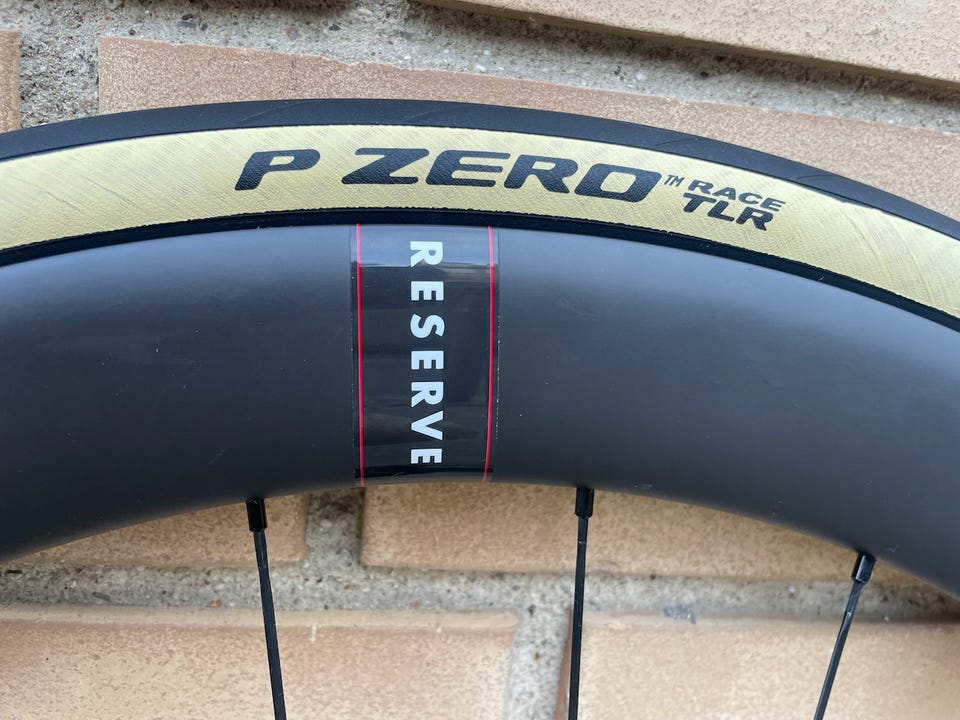 P ZERO™ RACE
TLR
RESERVE